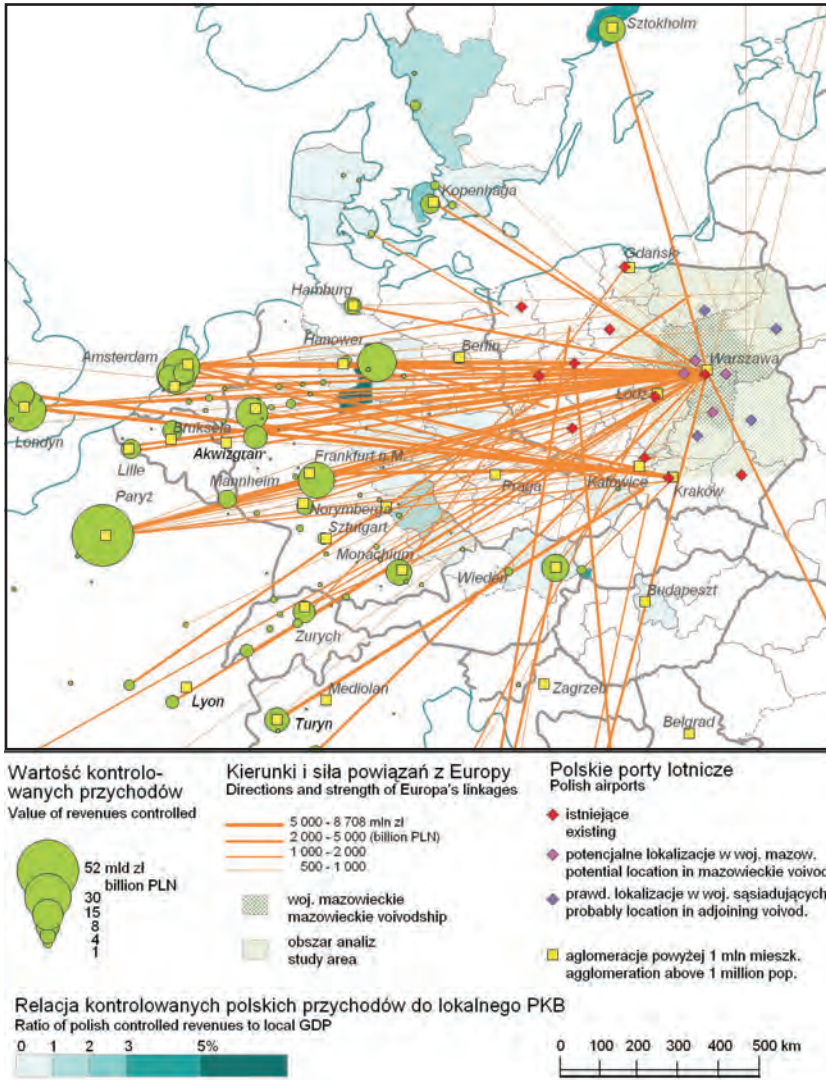 Sztokholm
Kopenhaga
Gdańsk
Hamburg
Hanower
Berlin
Amsterdam
Warszawa
Łódź
Londyn
Bruksela
Lille
Akwizgran
Frankfurt n M.
Mannheim
Paryż
Praga
Katowice
Kraków
Norymberga
Sztutgart
Monachium
Wiedeń
Budapeszt
Zurych
Lyon
Mediolan
Turyn
Zagrzeb
Belgrad
Wartość kontrolo-
wanych przychodów
Value of revenues controlled
52 mld zł
billion PLN
30
15
8
4
1
Kierunki i siła powiązań z Europy
Directions and strength of Europa's linkages
5 000 - 8 708 mln zł
2 000 - 5 000 (billion PLN)
1 000 - 2 000
500 - 1 000
woj. mazowieckie
mazowieckie voivodship
obszar analiz
study area
Polskie porty lotnicze
Polish airports
istniejące
existing
potencjalne lokalizacje w woj. mazow.
potential location in mazowieckie voivod.
prawd. lokalizacje w woj. sąsiadujących
probably location in adjoining voivod.
aglomeracje powyżej 1 mln mieszk.
agglomeration above 1 million pop.
Relacja kontrolowanych polskich przychodów do lokalnego PKB
Ratio of polish controlled revenues to local GDP
0 1 2 3 5%
0 100 200 300 400 500 km